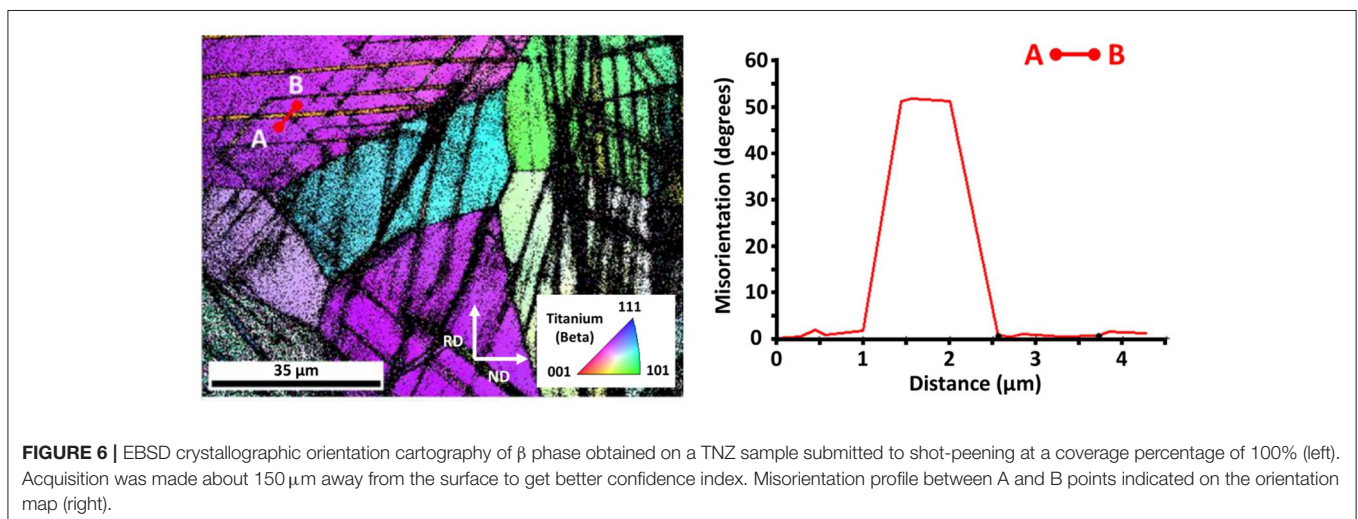 B
A
RD
ND
35 μm
Titanium
(Beta)
111
001
101
A B
Misorientation (degrees)
60
50
40
30
20
10
0
0 1 2 3 4
Distance (μm)
FIGURE 6 | EBSD crystallographic orientation cartography of β phase obtained on a TNZ sample submitted to shot-peening at a coverage percentage of 100% (left).
Acquisition was made about 150 μm away from the surface to get better confidence index. Misorientation profile between A and B points indicated on the orientation
map (right).